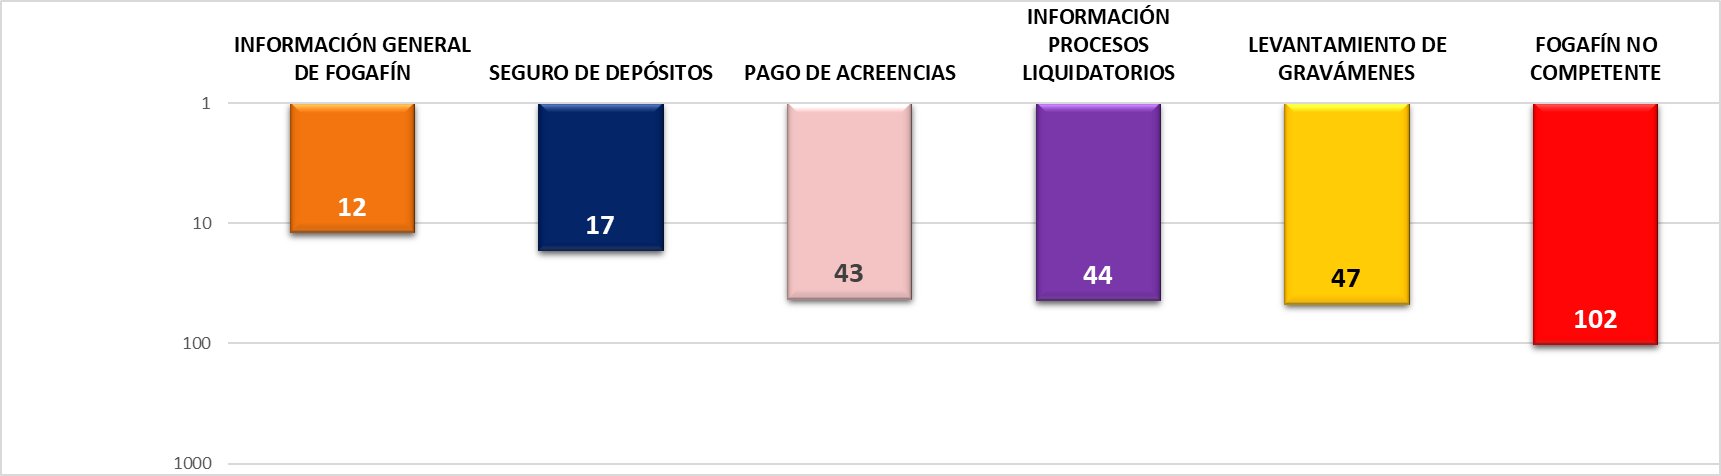 INFORMACIÓN GENERAL
DE FOGAFÍN
SEGURO DE DEPÓSITOS
PAGO DE ACREENCIAS
INFORMACIÓN
PROCESOS
LIQUIDATORIOS
LEVANTAMIENTO DE
GRAVÁMENES
FOGAFÍN NO
COMPETENTE
1
10
100
1000
12
17
43
44
47
102